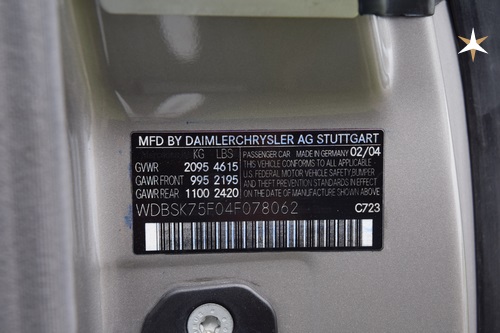 MFD BY DAIMLERCHRYSLER AG STUTTGART
KG LBS PASSENGER CAR MADE IN GERMANY 02/04
GVWR 2095 4615 THIS VEHICLE CONFORMS TO ALL APPLICABLE
GAWR FRONT 995 2195 U.S. FEDERAL MOTOR VEHICLE SAFETY, BUMPER
GAWR REAR 1100 2420 AND THEFT PREVENTION STANDARDS IN EFFECT
ON THE DATE OF MANUFACTURE SHOWN ABOVE
WDBSK75F04F078062
C723